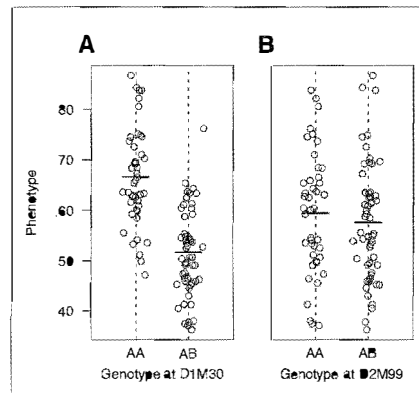 A
B
80
70
60
50
40
Phenotype
AA
AB
AA
AB
Genotype at D1M30
Genotype at D2M99